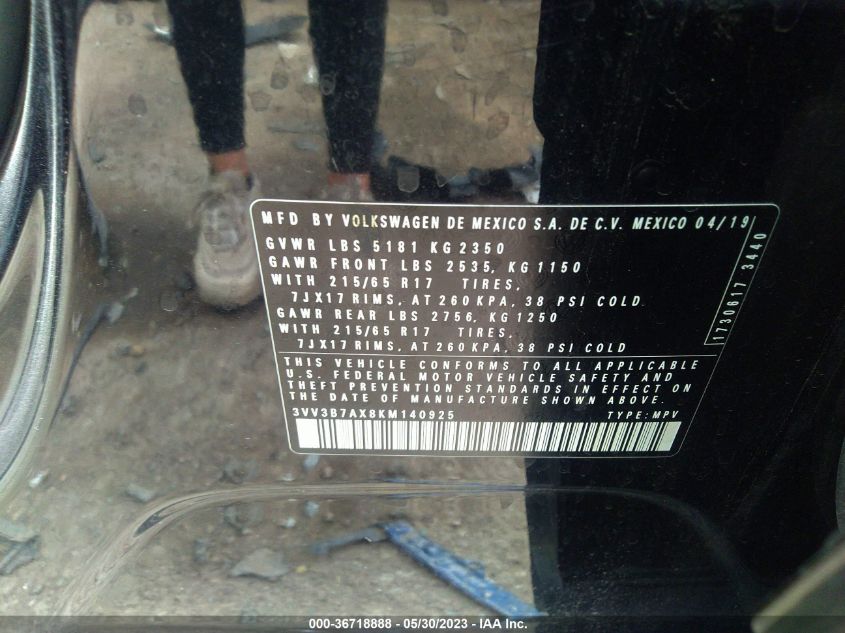 MFD BY VOLKSWAGEN DE MEXICO S.A. DE C.V. MEXICO 04/19
GVWR LBS 5181 KG 2350
GAWR FRONT LBS 2535, KG 1150
WITH 215/65 R17 TIRES,
7JX17 RIMS, AT 260 KPA, 38 PSI COLD.
GAWR REAR LBS 2756, KG 1250
WITH 215/65 R17 TIRES,
7JX17 RIMS, AT 260 KPA, 38 PSI COLD
1730617 3440
THIS VEHICLE CONFORMS TO ALL APPLICABLE
U.S. FEDERAL MOTOR VEHICLE SAFETY AND
THEFT PREVENTION STANDARDS IN EFFECT ON
THE DATE OF MANUFACTURE SHOWN ABOVE.
3VV3B7AX8KM140925 TYPE: MPV
000-36718888 - 05/30/2023 - IAA Inc.